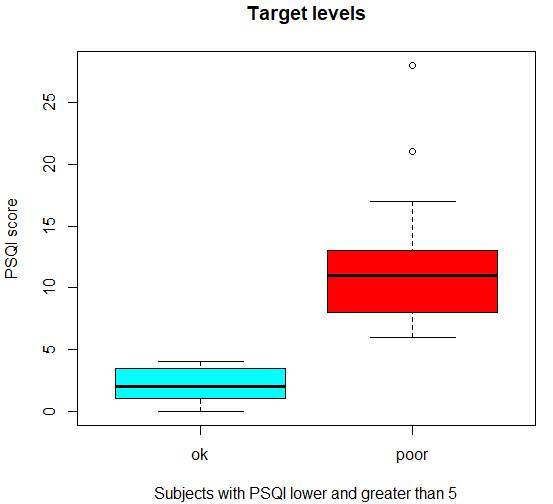 Target levels
PSQI score
25
20
15
10
5
0
ok poor
Subjects with PSQI lower and greater than 5